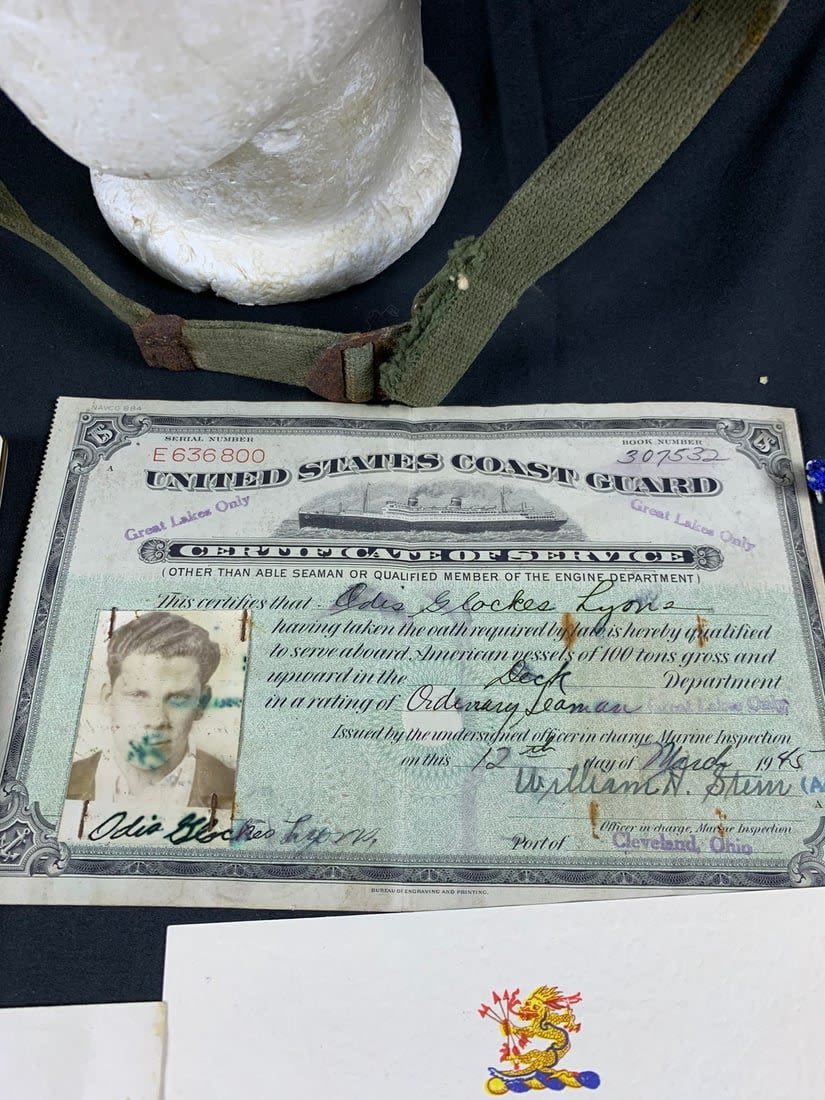 NAVCG 884
SERIAL NUMBER
E636800
BOOK NUMBER
307532
UNITED STATES COAST GUARD
Great Lakes Only
Great Lakes Only
CERTIFICATE OF SERVICE
(OTHER THAN ABLE SEAMAN OR QUALIFIED MEMBER OF THE ENGINE DEPARTMENT)
This certifies that Odis Glockes Lyons
having taken the oath required by law is hereby qualified
to serve aboard American vessels of 100 tons gross and
upward in the Deck Department
in a rating of Ordinary Seaman Great Lakes Only
Issued by the undersigned officer in charge Marine Inspection
on this 12th day of March 1945
William H. Stem (A
Officer in charge, Marine Inspection
Port of Cleveland, Ohio
Odis Glockes Lyons
BUREAU OF ENGRAVING AND PRINTING.